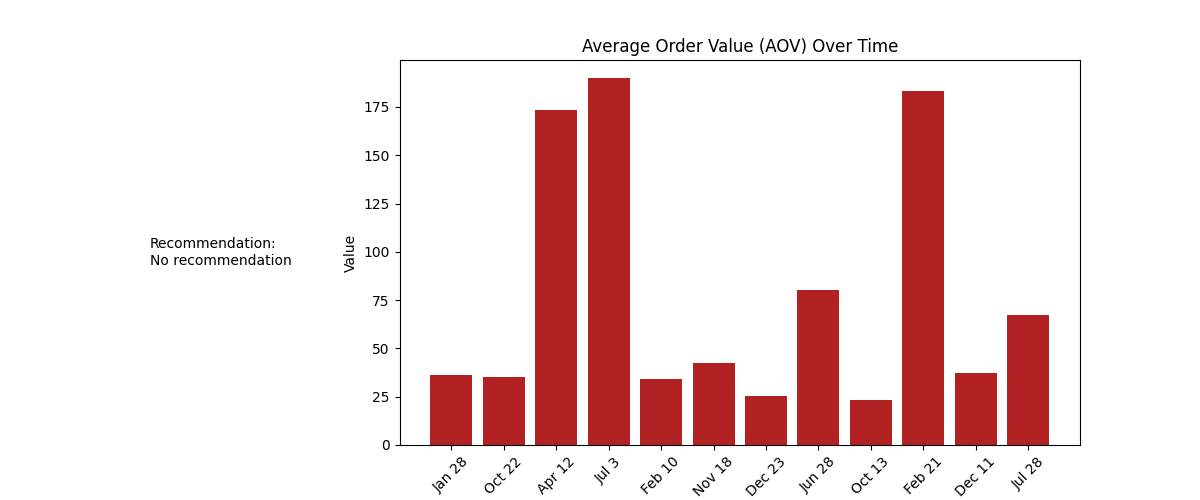 Average Order Value (AOV) Over Time
Recommendation:
No recommendation
Value
175
150
125
100
75
50
25
0
Jan 28
Oct 22
Apr 12
Jul 3
Feb 10
Nov 18
Dec 23
Jun 28
Oct 13
Feb 21
Dec 11
Jul 28